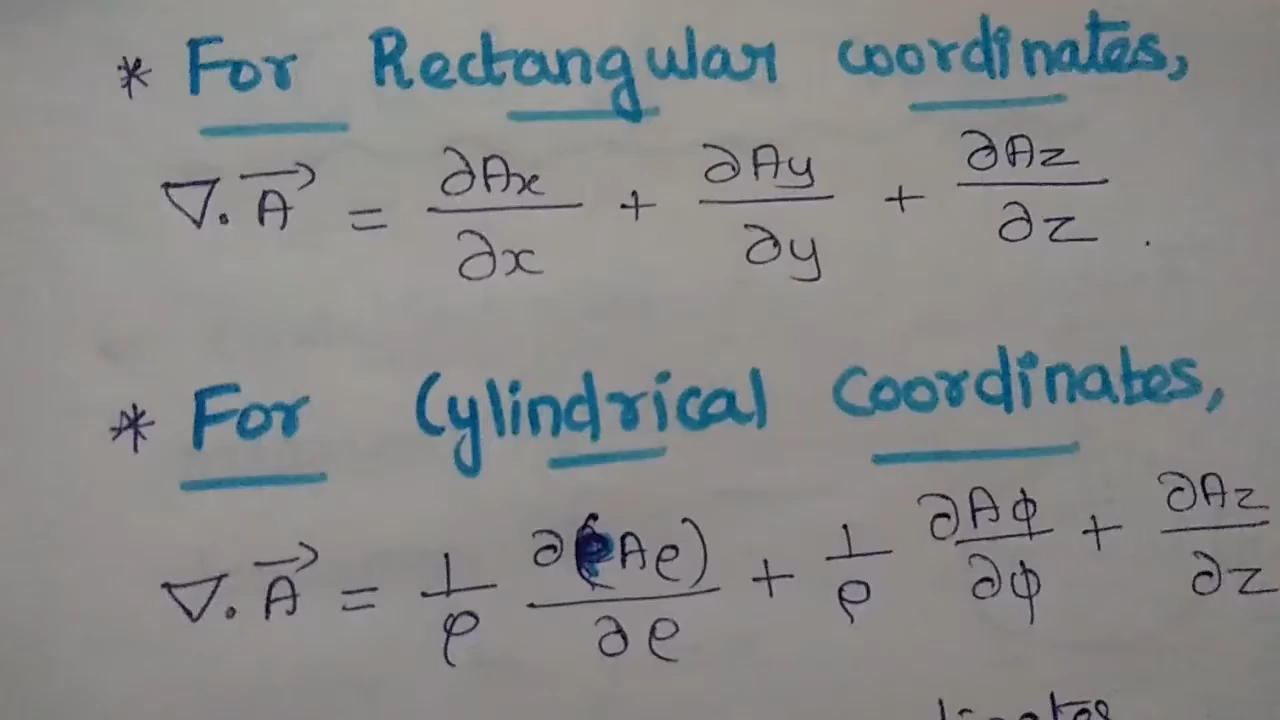 * For Rectangular coordinates,
∇. A⃗ = ∂Ax/∂x + ∂Ay/∂y + ∂Az/∂z .
* For Cylindrical Coordinates,
∇. A⃗ = 1/ρ ∂(ρAρ)/∂ρ + 1/ρ ∂Aϕ/∂ϕ + ∂Az/∂z